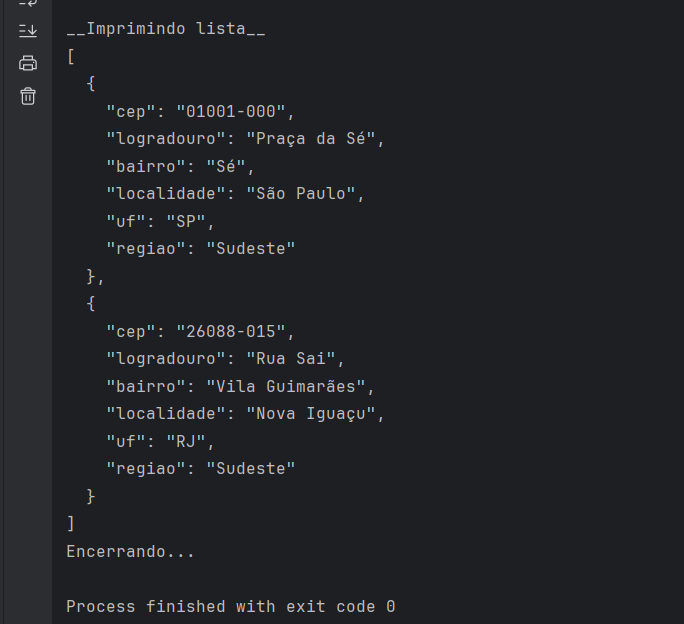 __Imprimindo lista__
[
  {
    "cep": "01001-000",
    "logradouro": "Praça da Sé",
    "bairro": "Sé",
    "localidade": "São Paulo",
    "uf": "SP",
    "regiao": "Sudeste"
  },
  {
    "cep": "26088-015",
    "logradouro": "Rua Sai",
    "bairro": "Vila Guimarães",
    "localidade": "Nova Iguaçu",
    "uf": "RJ",
    "regiao": "Sudeste"
  }
]
Encerrando...
Process finished with exit code 0